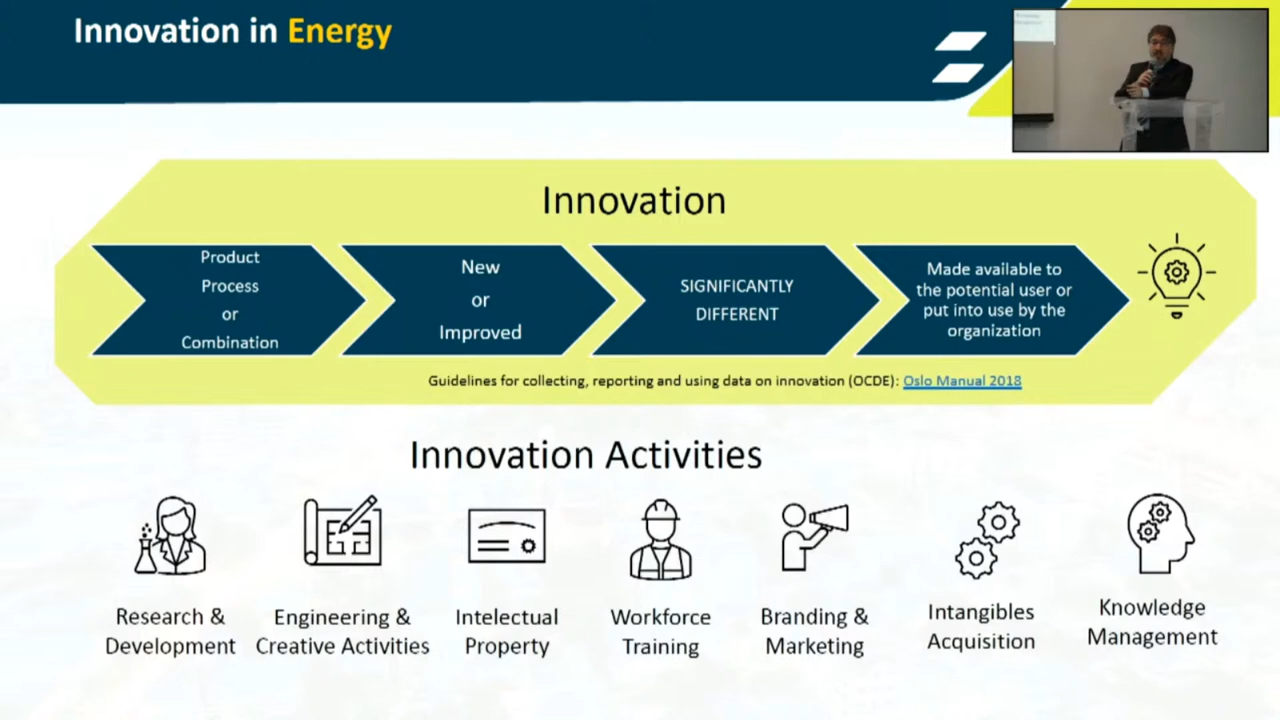 Innovation in Energy
Innovation
Product
Process
or
Combination
New
or
Improved
SIGNIFICANTLY
DIFFERENT
Made available to
the potential user or
put into use by the
organization
Guidelines for collecting, reporting and using data on innovation (OCDE): Oslo Manual 2018
Innovation Activities
Research &
Development
Engineering &
Creative Activities
Intelectual
Property
Workforce
Training
Branding &
Marketing
Intangibles
Acquisition
Knowledge
Management